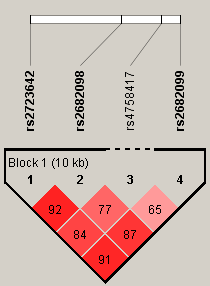 rs2723642
rs2682098
rs4758417
rs2682099
Block 1 (10 kb)
1 2 3 4
92 77 65
84 87
91